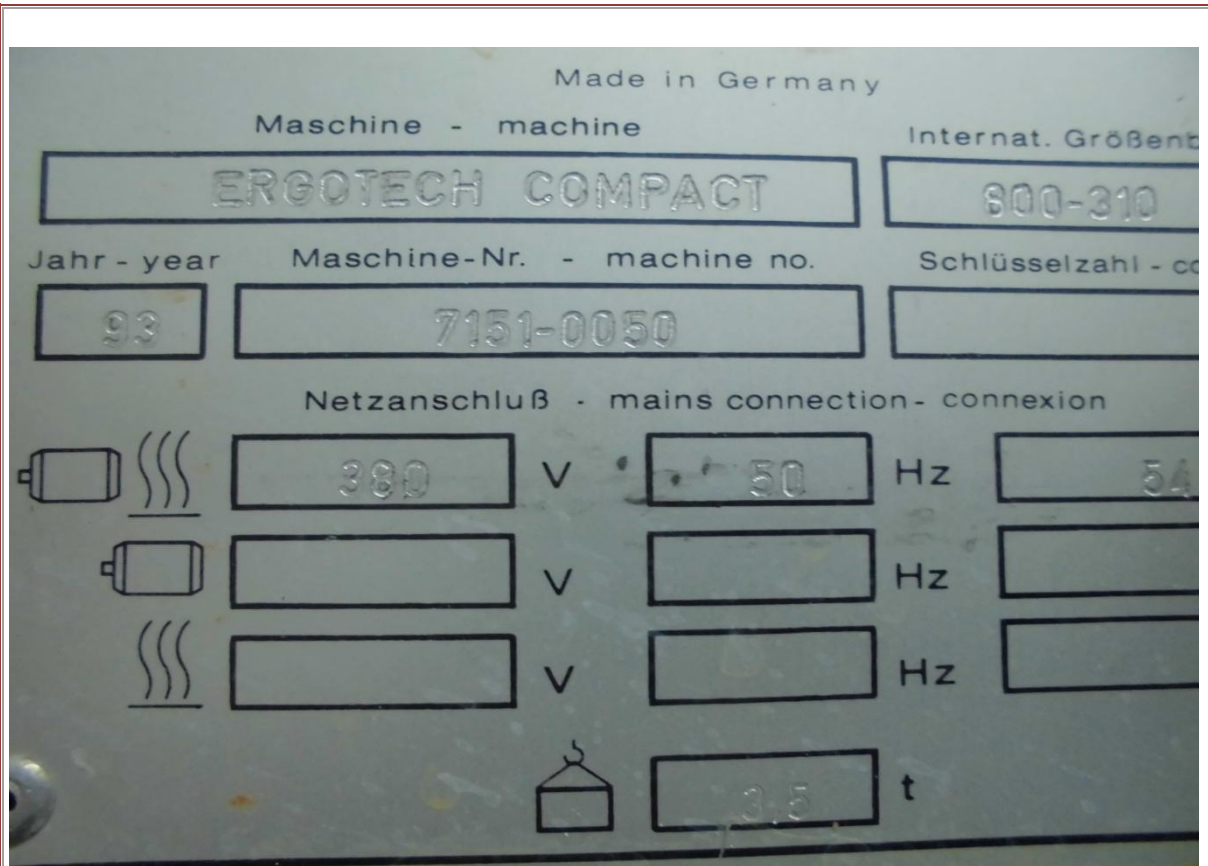 Made in Germany
Maschine - machine
Internat. Größenb
ERGOTECH COMPACT
800-310
Jahr - year
Maschine-Nr. - machine no.
Schlüsselzahl - co
93
7151-0050
Netzanschluß - mains connection - connexion
380 V 50 Hz 54
V Hz
V Hz
3.5 t